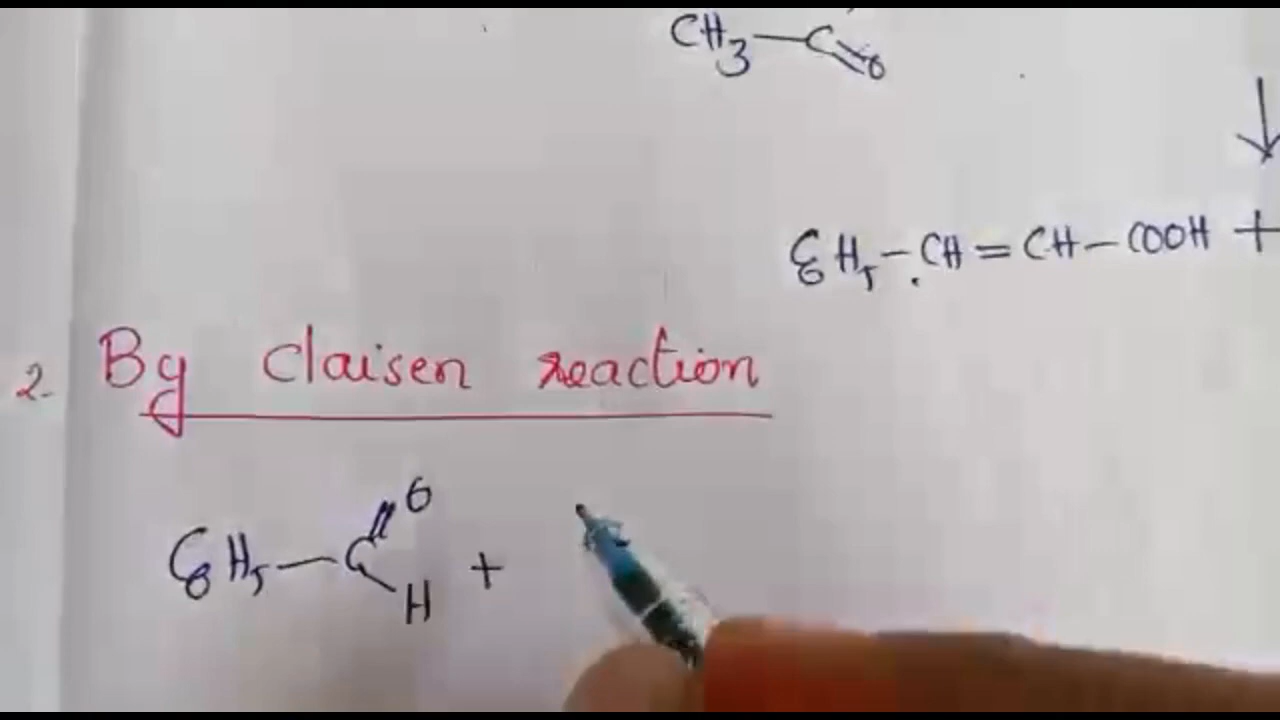 CH3—C=O
C6H5-CH=CH-COOH +
2. By Claisen reaction
C6H5—C=O
H +